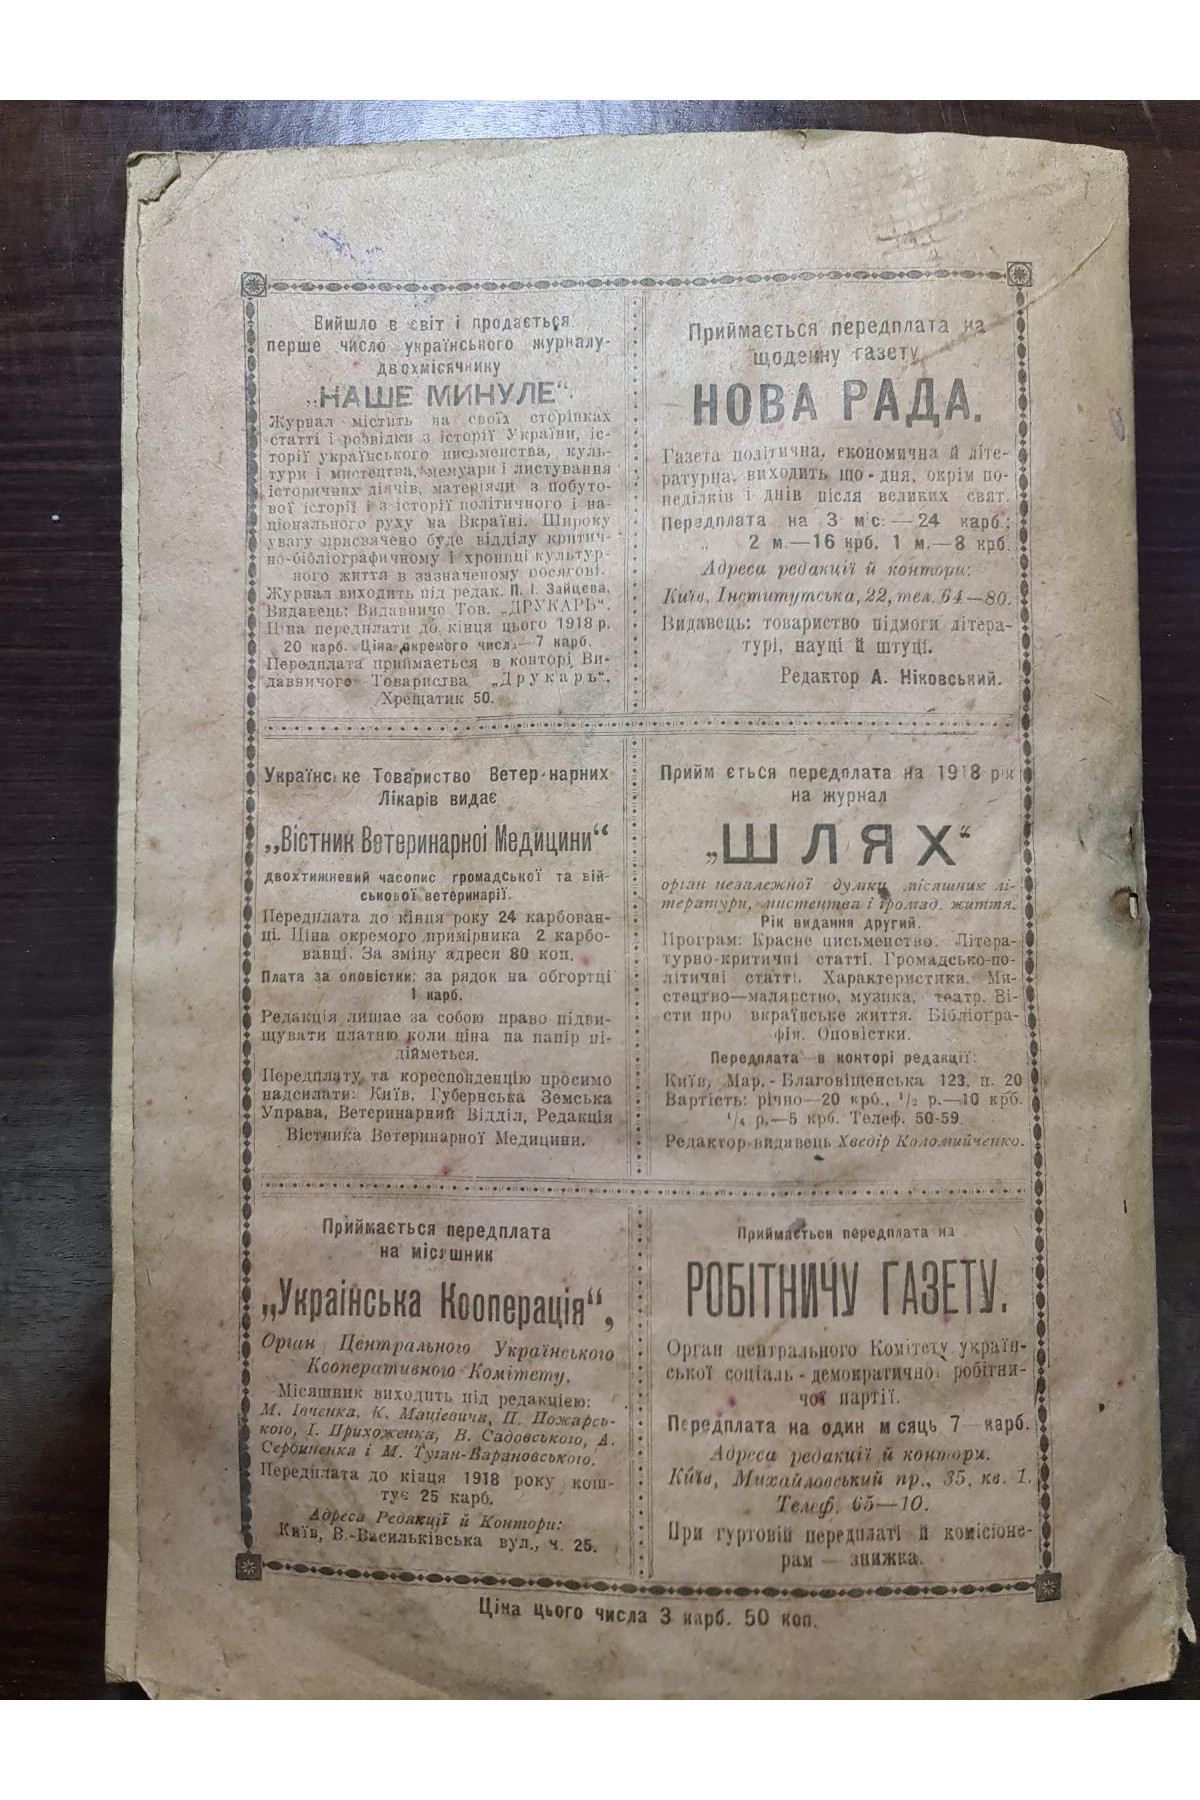 Вийшло в світ і продається
перше число українського журналу-
двохмісячнику
„НАШЕ МИНУЛЕ“.
Журнал містить на своїх сторінках
статті і розвідки з історії України, іс-
торії українського письменства, куль-
тури і мистецтва, мемуари і листування
історичних діячів, матеріяли з побуто-
вої історії і з історії політичного і на-
ціонального руху на Вкраїні. Широку
увагу присвячено буде відділу критич-
но-бібліографичному і хроніці культур-
ного життя в зазначеному обсягові.
Журнал виходить під редак. П. І. Зайцева.
Видавець: Видавниче Тов. „ДРУКАРЬ“.
Ціна передплати до кінця цього 1918 р.
20 карб. Ціна окремого числа— 7 карб.
Передплата приймається в конторі Ви-
давничого Товариства „Друкарь“.
Хрещатик 50.
Приймається передплата на
щоденну газету
НОВА РАДА.
Газета політична, економична й літе-
ратурна, виходить що-дня, окрім по-
неділків і днів після великих свят.
Передплата на 3 м'с.—24 карб.;
„ 2 м.—16 крб. 1 м.—8 крб.
Адреса редакції й контори:
Київ, Інститутська, 22, тел. 64—80.
Видавець: товариство підмоги літера-
турі, науці й штуці.
Редактор А. Ніковський.
Українське Товариство Ветер нарних
Лікарів видає
„Вістник Ветеринарної Медицини“
двохтижневий часопис громадської та вій-
ськової ветеринарії.
Передплата до кінця року 24 карбован-
ці. Ціна окремого примірника 2 карбо-
ванці. За зміну адреси 80 коп.
Плата за оповістки: за рядок на обгортці
1 карб.
Редакція лишає за собою право підви-
щувати платню коли ціна на папір пі-
дійметься.
Передплату та кореспонденцію просимо
надсилати: Київ, Губернська Земська
Управа, Ветеринарний Відділ, Редакція
Вістника Ветеринарної Медицини.
Прийм ється передплата на 1918 рік
на журнал
„ШЛЯХ“
орган незалежної думки, місяшник лі-
тератури, мистецтва і громад. життя.
Рік видання другий.
Програм: Красне письменство. Літера-
турно-критичні статті. Громадсько-по-
літичні статті. Характеристики. Ми-
стецтво—малярство, музика, театр. Ві-
сти про вкраїнське життя. Бібліогра-
фія. Оповістки.
Передплата в конторі редакції:
Київ, Мар. - Благовіщенська 123, п. 20
Вартість: річно—20 крб., ½ р.—10 крб.
¼ р.—5 крб. Телеф. 50-59.
Редактор-видавець Хведір Коломийченко.
Приймається передплата
на місяшник
„Українська Кооперація“,
Орган Центрального Українського
Кооперативного Комітету.
Місяшник виходить під редакцією:
М. Івченка, К. Мацієвича, П. Пожарсь-
кого, І. Прихоженка, В. Садовського, А.
Сербиненка і М. Туган-Барановського.
Передплата до кінця 1918 року кош-
тує 25 карб.
Адреса Редакції й Контори:
Київ, В.-Васильківська вул., ч. 25.
Приймається передплата на
РОБІТНИЧУ ГАЗЕТУ.
Орган центрального Комітету україн-
ської соціаль - демократичної робітни-
чої партії.
Передплата на один м сяць 7 — карб.
Адреса редакції й контори.
Київ, Михайловський пр., 35, кв. 1.
Телеф. 65—10.
При гуртовій передплаті й комісіоне-
рам — знижка.
Ціна цього числа 3 карб. 50 коп.